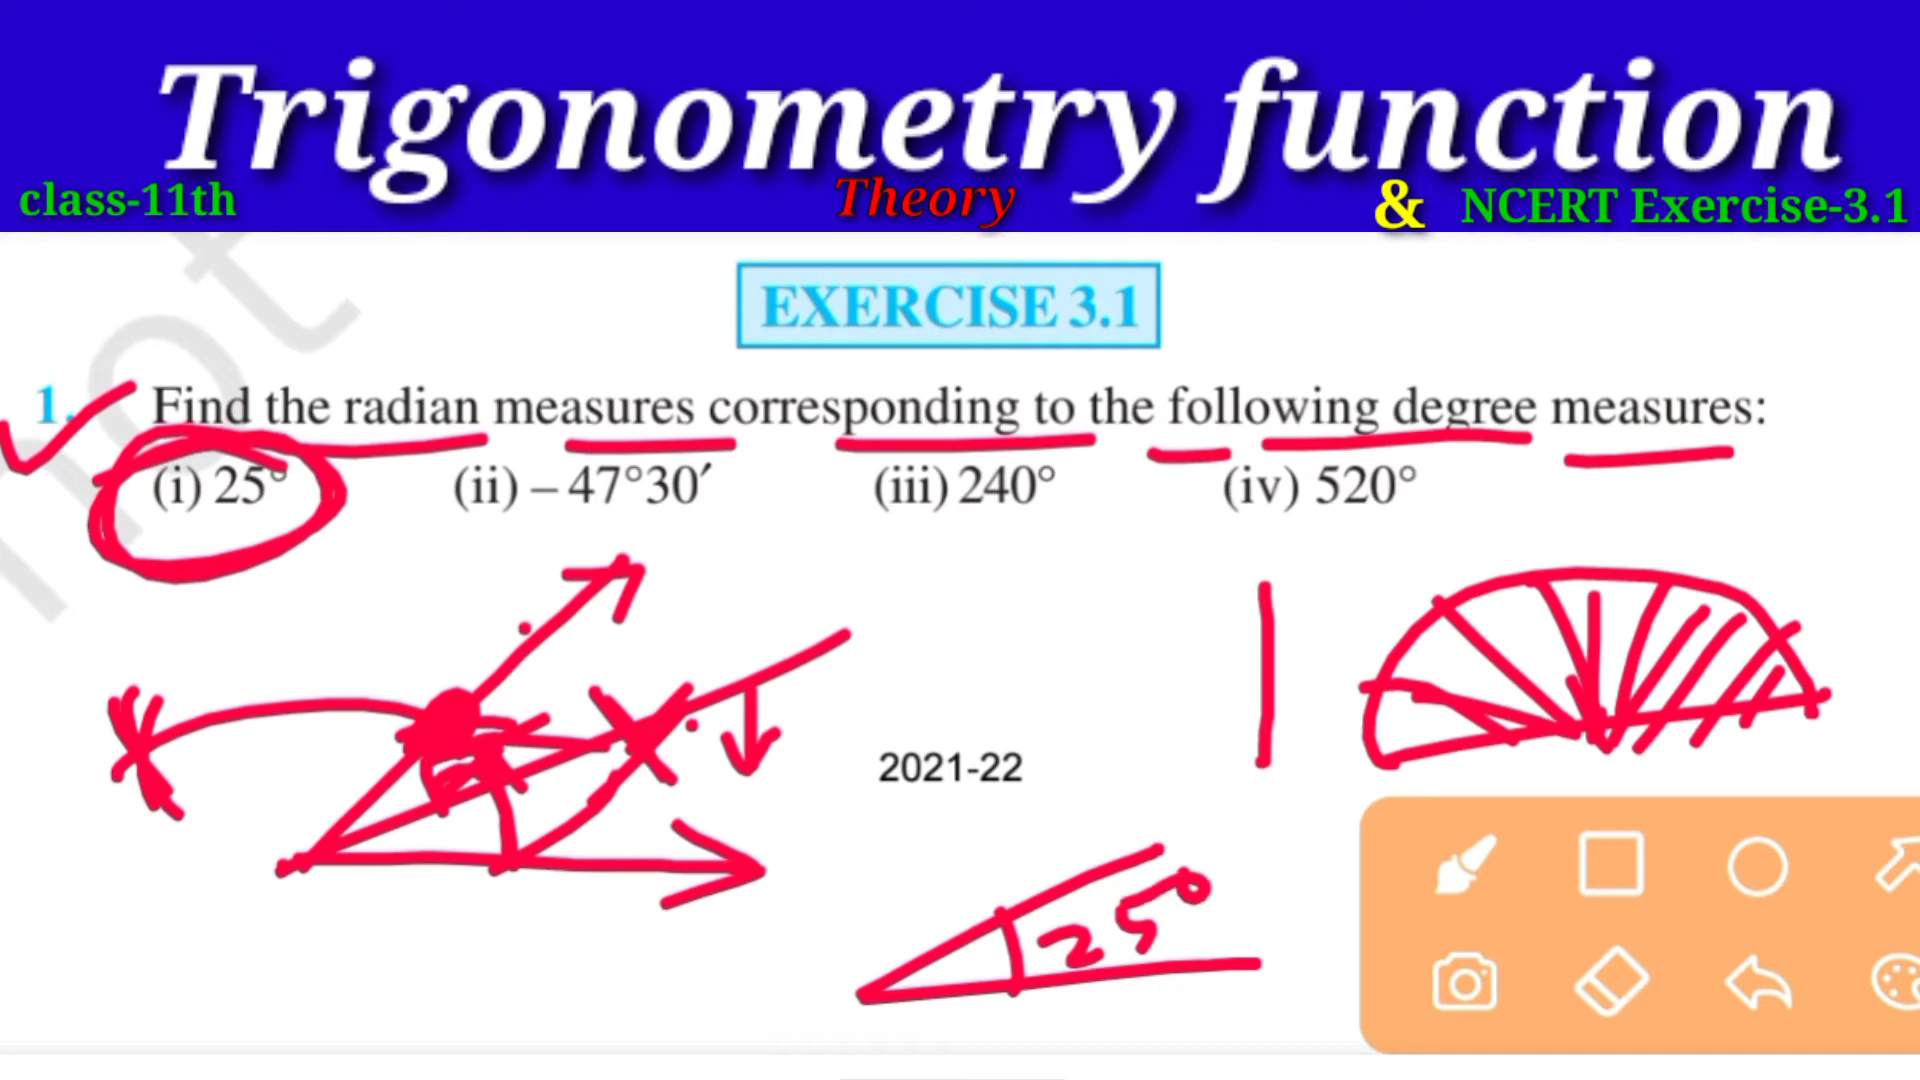 Trigonometry function
class-11th Theory & NCERT Exercise-3.1
EXERCISE 3.1
1. Find the radian measures corresponding to the following degree measures:
(i) 25° (ii) – 47°30′ (iii) 240° (iv) 520°
2021-22
25°
not